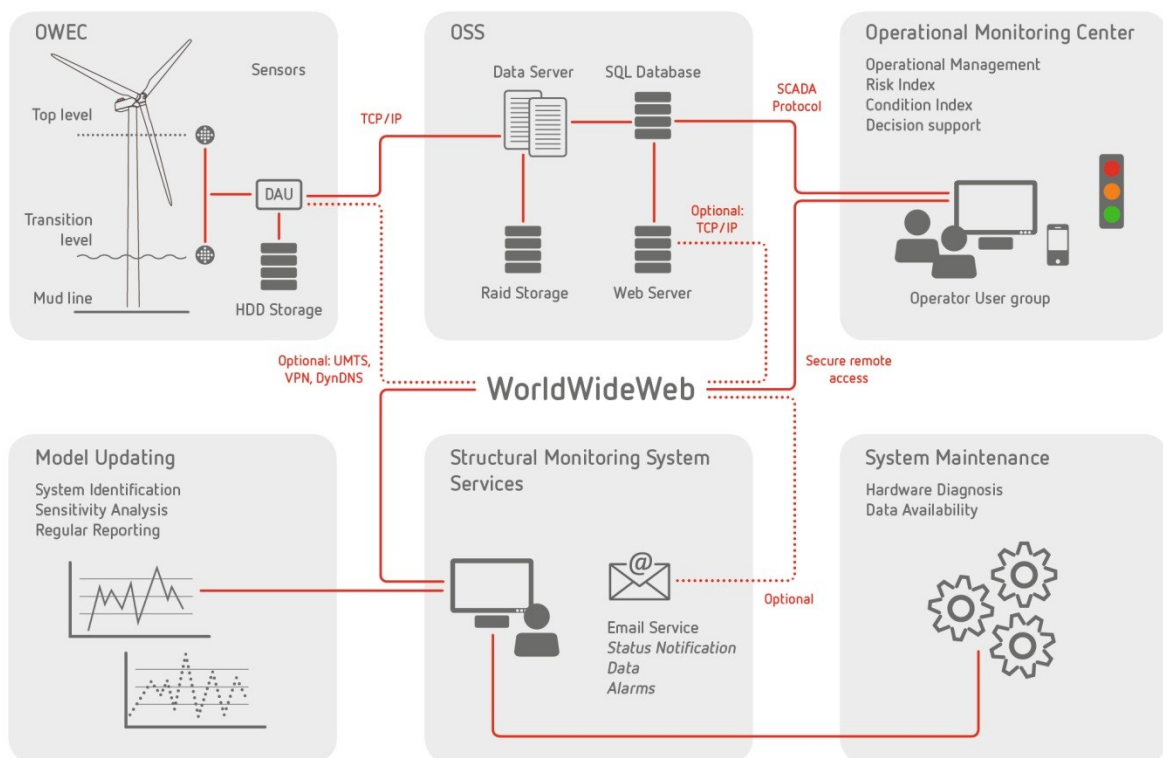 OWEC
Sensors
Top level
Transition
level
Mud line
DAU
HDD Storage
TCP/IP
OSS
Data Server
SQL Database
Raid Storage
Web Server
Optional:
TCP/IP
SCADA
Protocol
Operational Monitoring Center
Operational Management
Risk Index
Condition Index
Decision support
Operator User group
Optional: UMTS,
VPN, DynDNS
WorldWideWeb
Secure remote
access
Model Updating
System Identification
Sensitivity Analysis
Regular Reporting
Structural Monitoring System
Services
@
Email Service
Status Notification
Data
Alarms
Optional
System Maintenance
Hardware Diagnosis
Data Availability